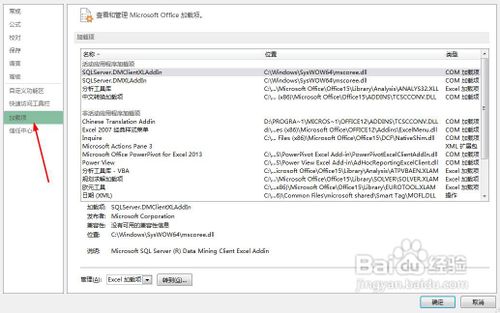 常规
公式
校对
保存
语言
高级
自定义功能区
快速访问工具栏
加载项
信任中心
查看和管理 Microsoft Office 加载项。
加载项
名称 位置 类型
活动应用程序加载项
SQLServer.DMClientXLAddIn C:\Windows\SysWOW64\mscoree.dll COM 加载项
SQLServer.DMXLAddIn C:\Windows\SysWOW64\mscoree.dll COM 加载项
分析工具库 C:\...s\Microsoft Office\Office15\Library\Analysis\ANALYS32.XLL Excel 加载项
中文转换加载项 C:\... (x86)\Microsoft Office\Office15\ADDINS\TCSCCONV.DLL COM 加载项
非活动应用程序加载项
Chinese Translation Addin D:\PROGRA~1\MICROS~1\OFFICE11\ADDINS\TCSCCONV.DLL COM 加载项
Excel 2007 经典样式菜单 D:\...es\Microsoft Office\Office12\Addins\ExcelMenu.dll COM 加载项
Inquire C:\...es (x86)\Microsoft Office\Office15\DCF\NativeShim.dll COM 加载项
Microsoft Actions Pane 3 XML 扩展包
Microsoft Office PowerPivot for Excel 2013 C:\...s\PowerPivot Excel Add-in\PowerPivotExcelClientAddIn.dll COM 加载项
Power View C:\...w Excel Add-in\AdHocReportingExcelClient.dll COM 加载项
分析工具库 - VBA C:\...soft Office\Office15\Library\Analysis\ATPVBAEN.XLAM Excel 加载项
规划求解加载项 C:\...soft Office\Office15\Library\SOLVER\SOLVER.XLAM Excel 加载项
欧元工具 C:\...x86)\Microsoft Office\Office15\Library\EUROTOOL.XLAM Excel 加载项
日期 (XML) C:\...s (x86)\Common Files\microsoft shared\Smart Tag\MOFL.DLL 操作
加载项: SQLServer.DMClientXLAddIn
发布者: Microsoft Corporation
兼容性: 没有可用的兼容性信息
位置: C:\Windows\SysWOW64\mscoree.dll
说明: Microsoft SQL Server (R) Data Mining Client Excel Addin
管理(A): Excel 加载项 转到(G)...
Baidu 经验
jingyan.baidu.com
确定 取消